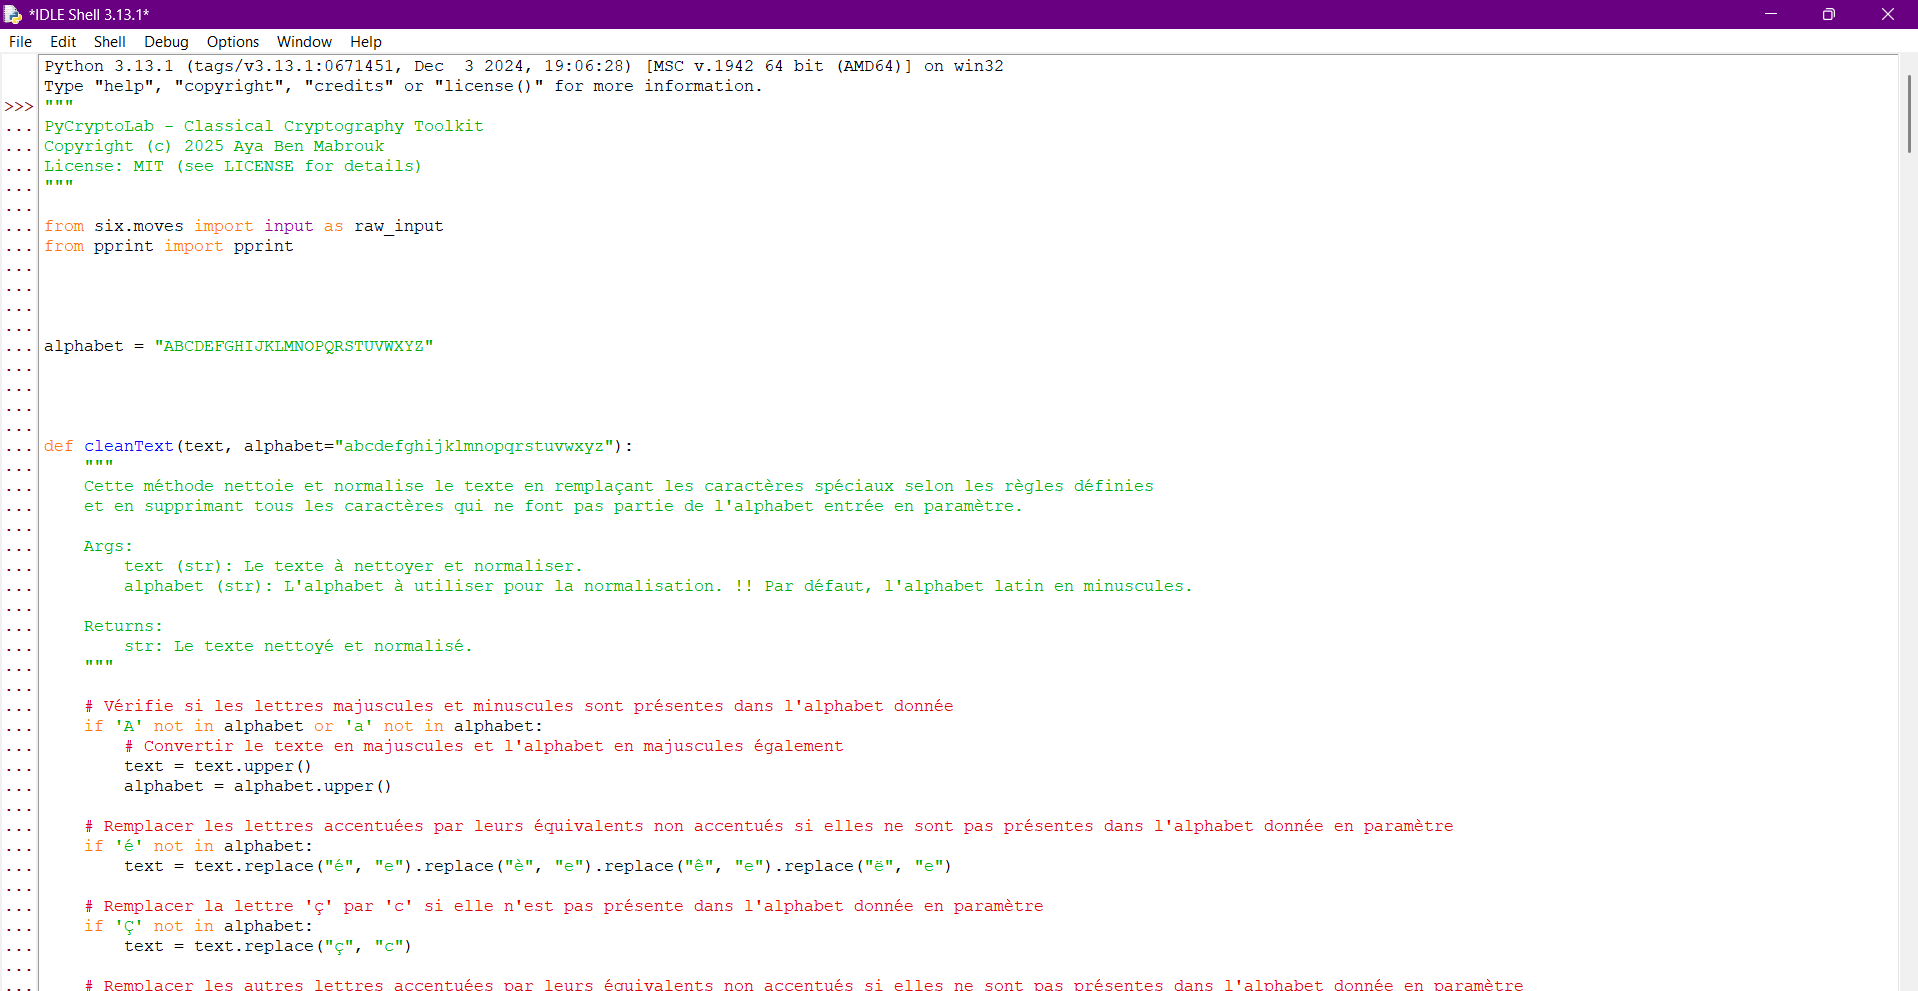 *IDLE Shell 3.13.1*
File Edit Shell Debug Options Window Help
Python 3.13.1 (tags/v3.13.1:0671451, Dec  3 2024, 19:06:28) [MSC v.1942 64 bit (AMD64)] on win32
Type "help", "copyright", "credits" or "license()" for more information.
>>> """
... PyCryptoLab - Classical Cryptography Toolkit
... Copyright (c) 2025 Aya Ben Mabrouk
... License: MIT (see LICENSE for details)
... """
...
... from six.moves import input as raw_input
... from pprint import pprint
...
...
...
...
... alphabet = "ABCDEFGHIJKLMNOPQRSTUVWXYZ"
...
...
...
...
... def cleanText(text, alphabet="abcdefghijklmnopqrstuvwxyz"):
...     """
...     Cette méthode nettoie et normalise le texte en remplaçant les caractères spéciaux selon les règles définies
...     et en supprimant tous les caractères qui ne font pas partie de l'alphabet entrée en paramètre.
...
...     Args:
...         text (str): Le texte à nettoyer et normaliser.
...         alphabet (str): L'alphabet à utiliser pour la normalisation. !! Par défaut, l'alphabet latin en minuscules.
...
...     Returns:
...         str: Le texte nettoyé et normalisé.
...     """
...
...     # Vérifie si les lettres majuscules et minuscules sont présentes dans l'alphabet donnée
...     if 'A' not in alphabet or 'a' not in alphabet:
...         # Convertir le texte en majuscules et l'alphabet en majuscules également
...         text = text.upper()
...         alphabet = alphabet.upper()
...
...     # Remplacer les lettres accentuées par leurs équivalents non accentués si elles ne sont pas présentes dans l'alphabet donnée en paramètre
...     if 'é' not in alphabet:
...         text = text.replace("é", "e").replace("è", "e").replace("ê", "e").replace("ë", "e")
...
...     # Remplacer la lettre 'ç' par 'c' si elle n'est pas présente dans l'alphabet donnée en paramètre
...     if 'Ç' not in alphabet:
...         text = text.replace("ç", "c")
...
...     # Remplacer les autres lettres accentuées par leurs équivalents non accentués si elles ne sont pas présentes dans l'alphabet donnée en paramètre